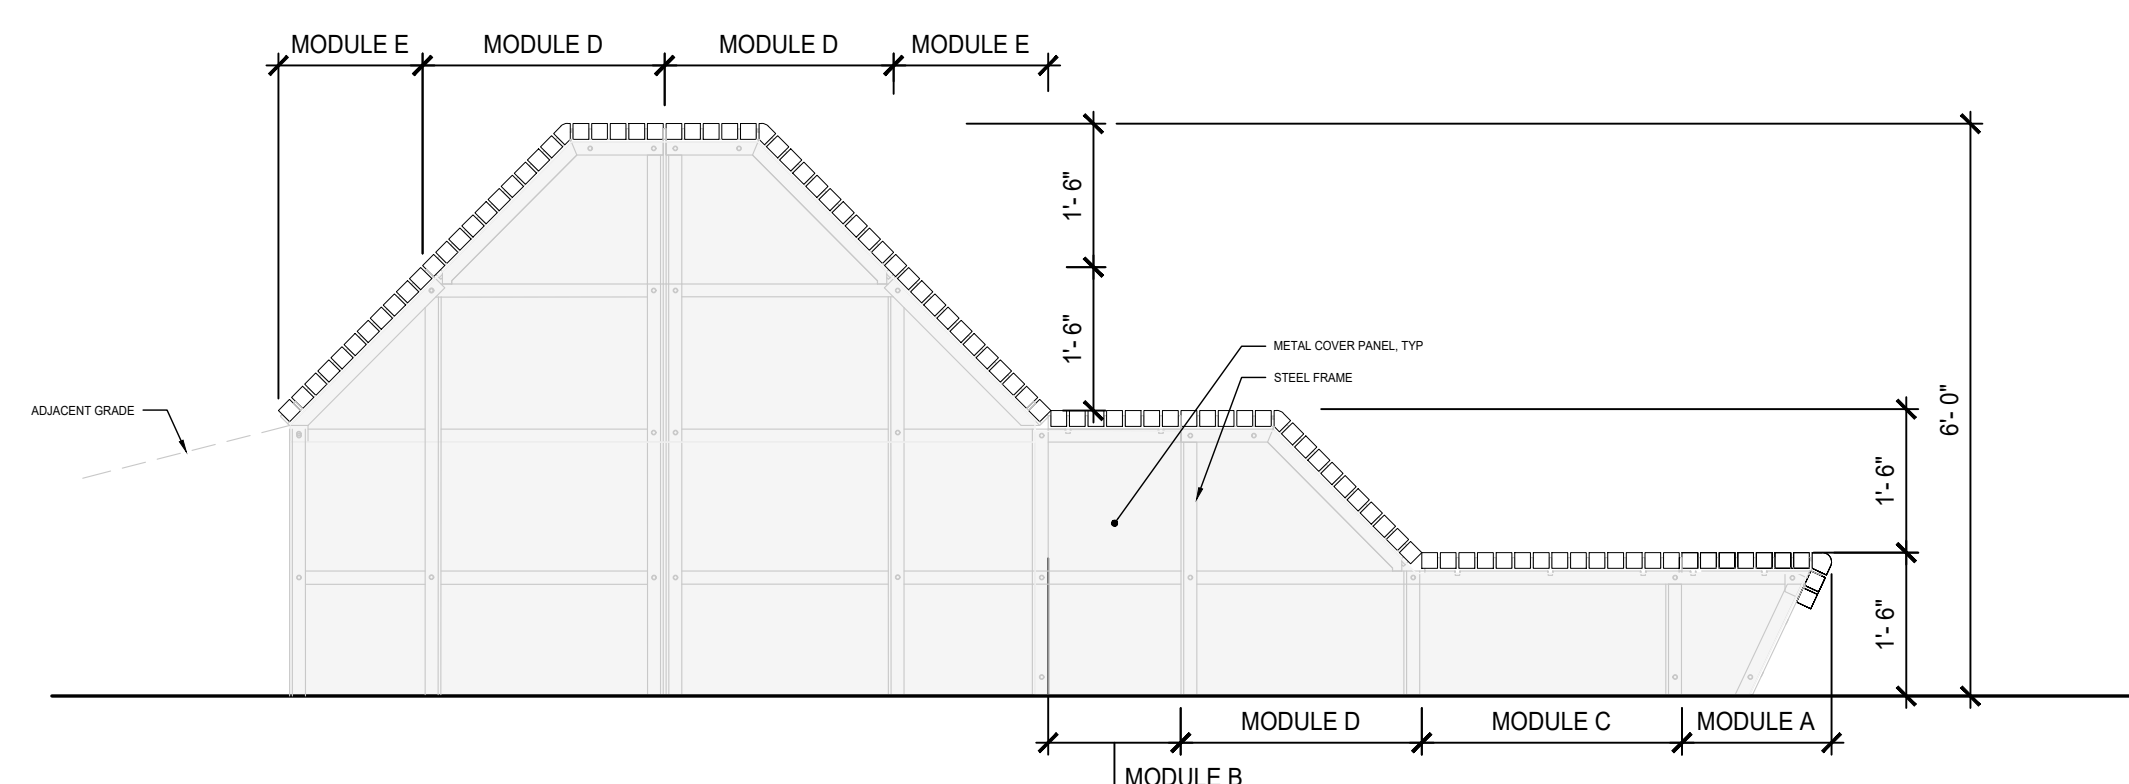 MODULE E
MODULE D
MODULE D
MODULE E
1'- 6"
1'- 6"
METAL COVER PANEL, TYP
STEEL FRAME
ADJACENT GRADE
6'- 0"
1'- 6"
1'- 6"
MODULE D
MODULE C
MODULE A
MODULE B